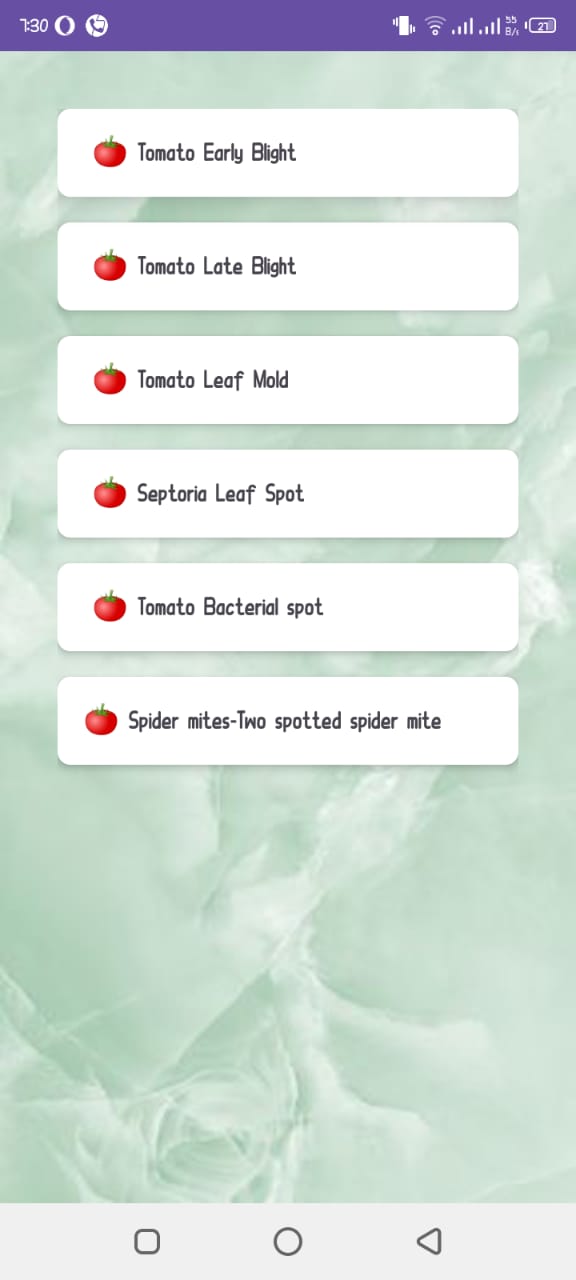 7:30
55
B/s
27
Tomato Early Blight
Tomato Late Blight
Tomato Leaf Mold
Septoria Leaf Spot
Tomato Bacterial spot
Spider mites-Two spotted spider mite